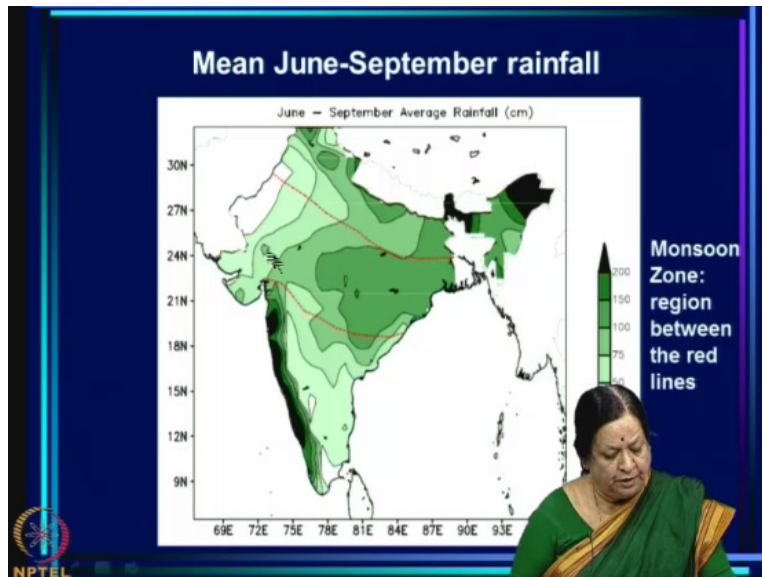 Mean June-September rainfall
June – September Average Rainfall (cm)
30N
27N
24N
21N
18N
15N
12N
9N
69E 72E 75E 78E 81E 84E 87E 90E 93E
200
150
100
75
50
Monsoon
Zone:
region
between
the red
lines
NPTEL